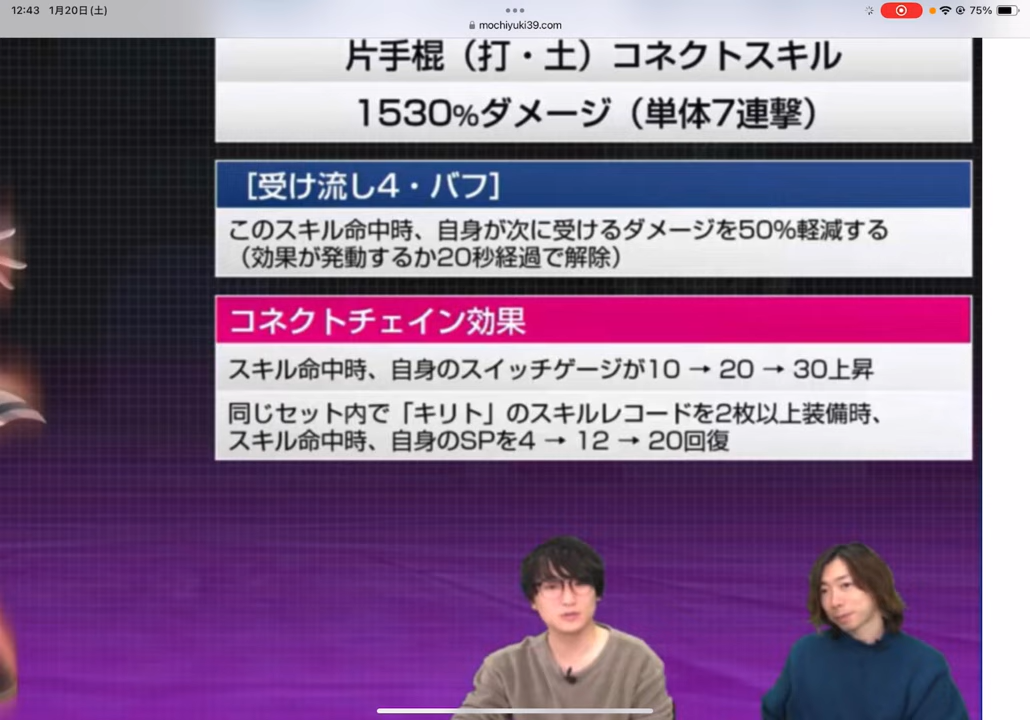 12:43 1月20日(土)
75%
mochiyuki39.com
片手棍（打・土）コネクトスキル
1530%ダメージ（単体7連撃）
［受け流し4・バフ］
このスキル命中時、自身が次に受けるダメージを50%軽減する
（効果が発動するか20秒経過で解除）
コネクトチェイン効果
スキル命中時、自身のスイッチゲージが10 → 20 → 30上昇
同じセット内で「キリト」のスキルレコードを2枚以上装備時、
スキル命中時、自身のSPを4 → 12 → 20回復